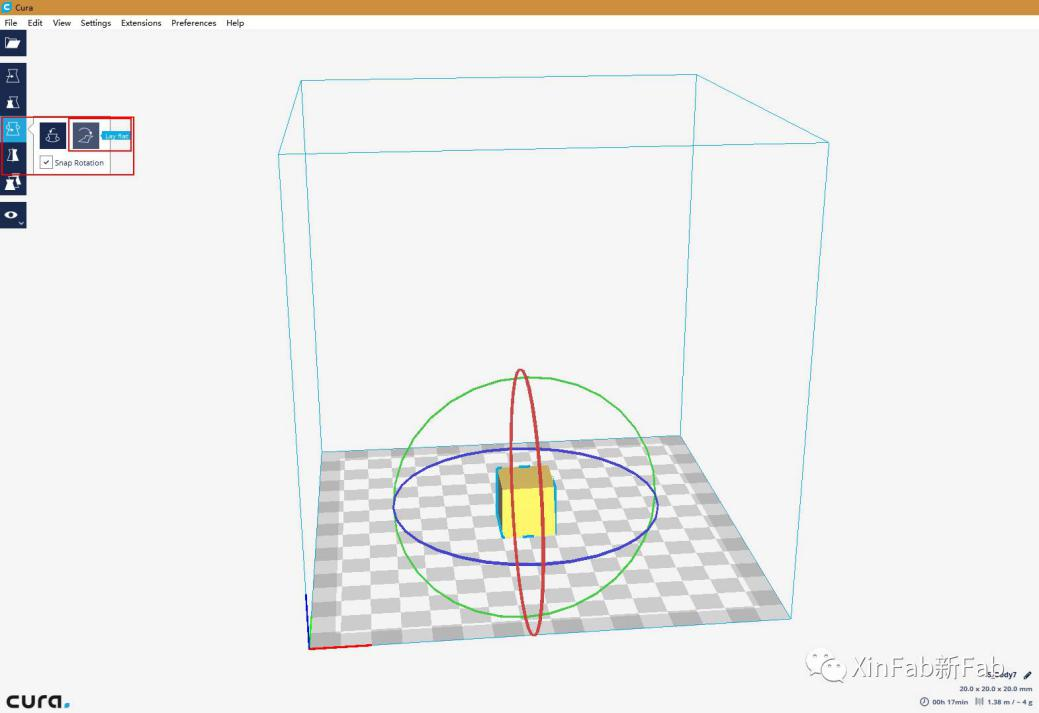 Cura
File Edit View Settings Extensions Preferences Help
Lay flat
Snap Rotation
XinFab新Fab
20.0 x 20.0 x 20.0 mm
00h 17min 1.38 m / ~ 4 g
cura.